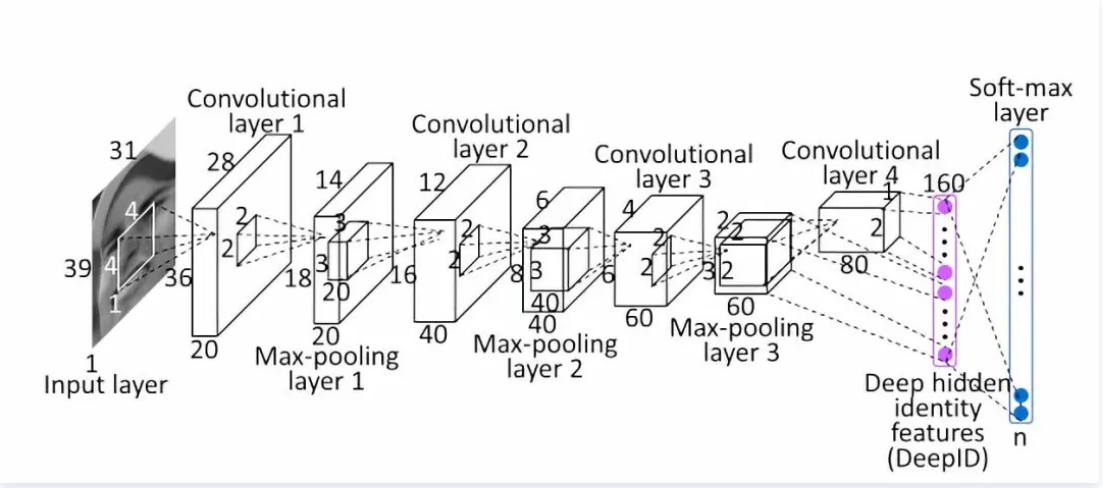 Soft-max
layer
Convolutional
layer 1
Convolutional
layer 2
Convolutional
layer 3
Convolutional
layer 4
31
28
14
12
6
4
1
160
4
4
1
39
36
2
2
18
3
3
20
16
2
2
8
3
3
40
6
2
2
3
2
2
2
2
80
1
Input layer
20
20
Max-pooling
layer 1
40
40
Max-pooling
layer 2
60
60
Max-pooling
layer 3
Deep hidden
identity
features
(DeepID)
n